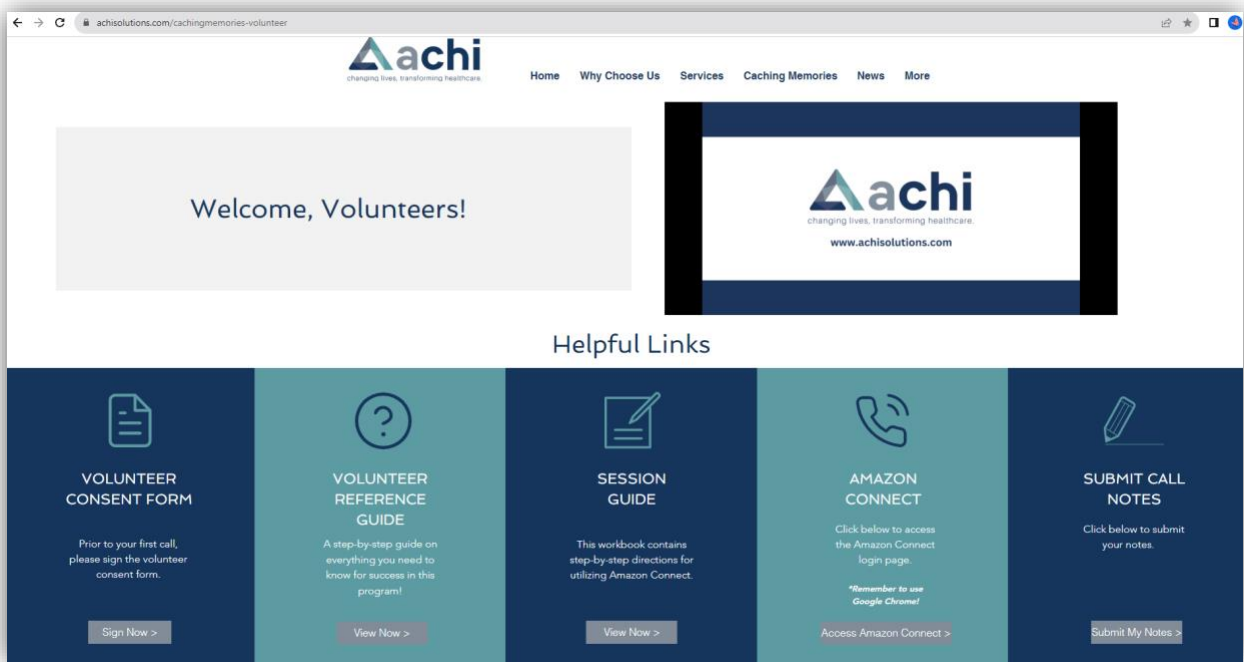 achisolutions.com/cachingmemories-volunteer
achi
changing lives, transforming healthcare.
Home Why Choose Us Services Caching Memories News More
Welcome, Volunteers!
achi
changing lives, transforming healthcare.
www.achisolutions.com
Helpful Links
VOLUNTEER
CONSENT FORM
Prior to your first call,
please sign the volunteer
consent form.
Sign Now >
VOLUNTEER
REFERENCE
GUIDE
A step-by-step guide on
everything you need to
know for success in this
program!
View Now >
SESSION
GUIDE
This workbook contains
step-by-step directions for
utilizing Amazon Connect.
View Now >
AMAZON
CONNECT
Click below to access
the Amazon Connect
login page.
*Remember to use
Google Chrome!
Access Amazon Connect >
SUBMIT CALL
NOTES
Click below to submit
your notes.
Submit My Notes >